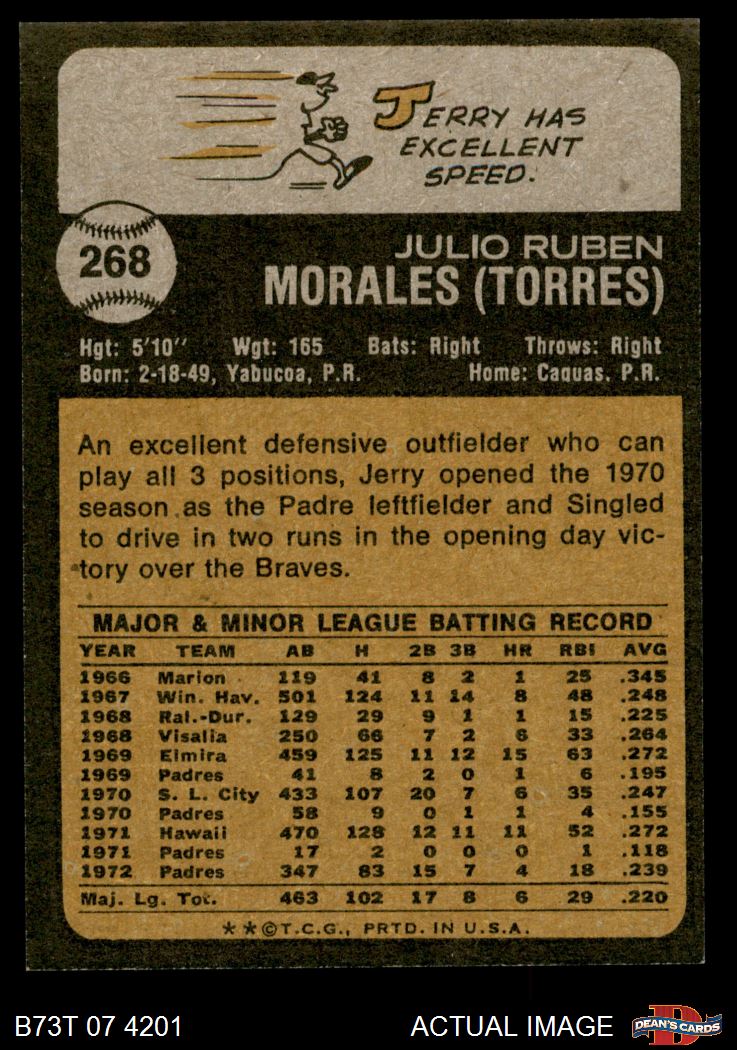 JERRY HAS
EXCELLENT
SPEED.
268
JULIO RUBEN
MORALES (TORRES)
Hgt: 5'10" Wgt: 165 Bats: Right Throws: Right
Born: 2-18-49, Yabucoa, P.R. Home: Caguas, P.R.
An excellent defensive outfielder who can
play all 3 positions, Jerry opened the 1970
season as the Padre leftfielder and Singled
to drive in two runs in the opening day vic-
tory over the Braves.
MAJOR & MINOR LEAGUE BATTING RECORD
YEAR TEAM AB H 2B 3B HR RBI AVG
1966 Marion 119 41 8 2 1 25 .345
1967 Win. Hav. 501 124 11 14 8 48 .248
1968 Ral.-Dur. 129 29 9 1 1 15 .225
1968 Visalia 250 66 7 2 6 33 .264
1969 Elmira 459 125 11 12 15 63 .272
1969 Padres 41 8 2 0 1 6 .195
1970 S. L. City 433 107 20 7 6 35 .247
1970 Padres 58 9 0 1 1 4 .155
1971 Hawaii 470 128 12 11 11 52 .272
1971 Padres 17 2 0 0 0 1 .118
1972 Padres 347 83 15 7 4 18 .239
Maj. Lg. Tot. 463 102 17 8 6 29 .220
★★©T.C.G., PRTD. IN U.S.A.
B73T 07 4201 ACTUAL IMAGE DEAN'S CARDS